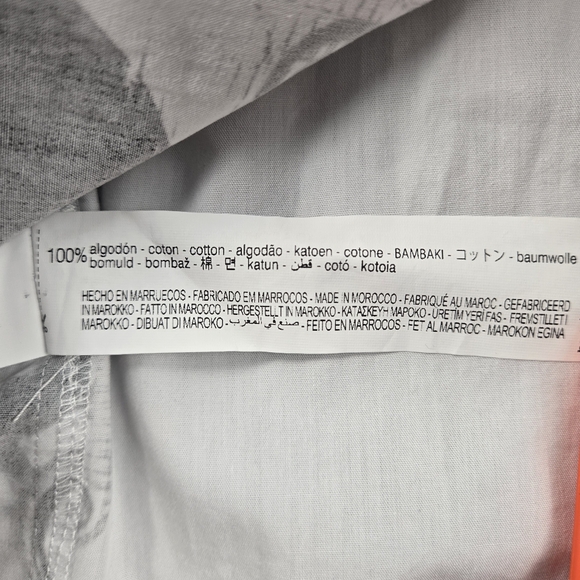 100% algodón - coton - cotton - algodão - katoen - cotone - BAMBAKI - コットン - baumwolle
bomuld - bombaž - 棉 - 면 - katun - قطن - cotó - kotoia
HECHO EN MARRUECOS - FABRICADO EM MARROCOS - MADE IN MOROCCO - FABRIQUÉ AU MAROC - GEFABRICEERD
IN MAROKKO - FATTO IN MAROCCO - HERGESTELLT IN MAROKKO - ΚΑΤΑΣΚΕΥΗ ΜΑΡΟΚΟ - URETİM YERİ FAS - FREMSTILLET I
MAROKKO - DIBUAT DI MAROKO - صنع في المغرب - FEITO EN MARROCOS - FET AL MARROC - MAROKON EGINA